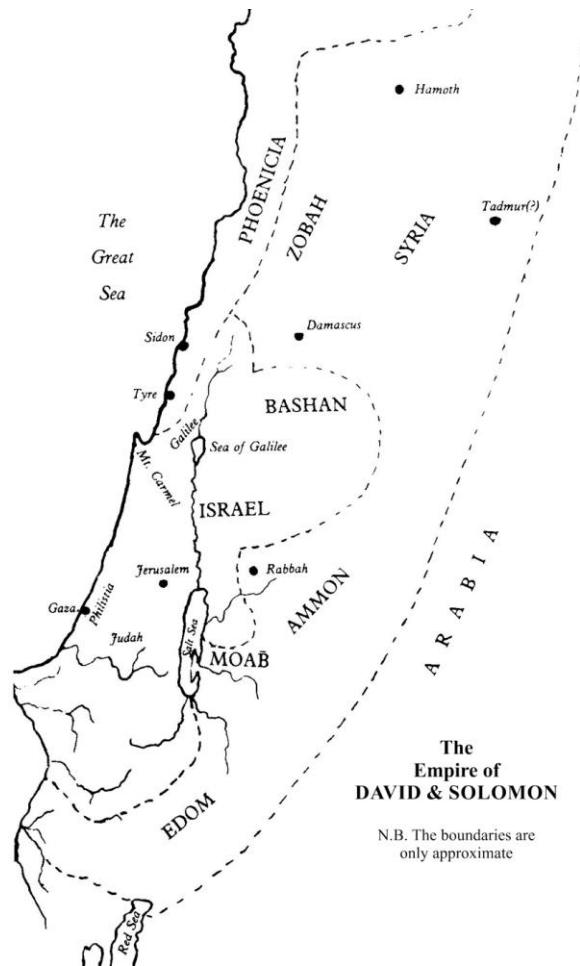 Hamoth
PHOENICIA
ZOBAH
SYRIA
Tadmur(?)
The
Great
Sea
Sidon
Damascus
Tyre
BASHAN
Galilee
Sea of Galilee
Mt. Carmel
ISRAEL
Jerusalem
Rabbah
AMMON
ARABIA
Gaza
Philistia
Judah
Salt Sea
MOAB
EDOM
Red Sea
The
Empire of
DAVID & SOLOMON
N.B. The boundaries are
only approximate